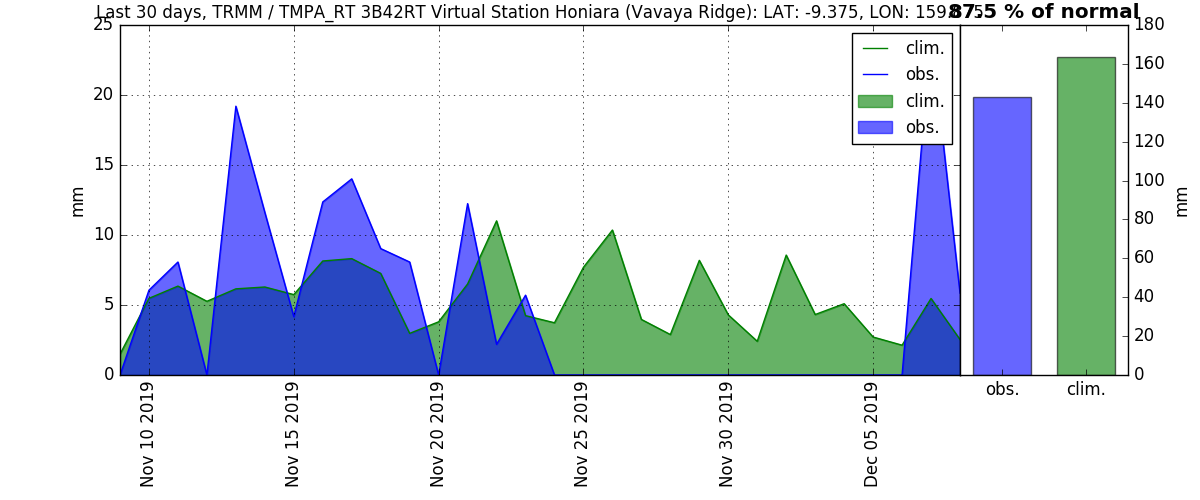 Last 30 days, TRMM / TMPA_RT 3B42RT Virtual Station Honiara (Vavaya Ridge): LAT: -9.375, LON: 159.
87.5 % of normal
25
20
15
10
5
0
mm
clim.
obs.
clim.
obs.
Nov 10 2019
Nov 15 2019
Nov 20 2019
Nov 25 2019
Nov 30 2019
Dec 05 2019
180
160
140
120
100
80
60
40
20
0
mm
obs.
clim.